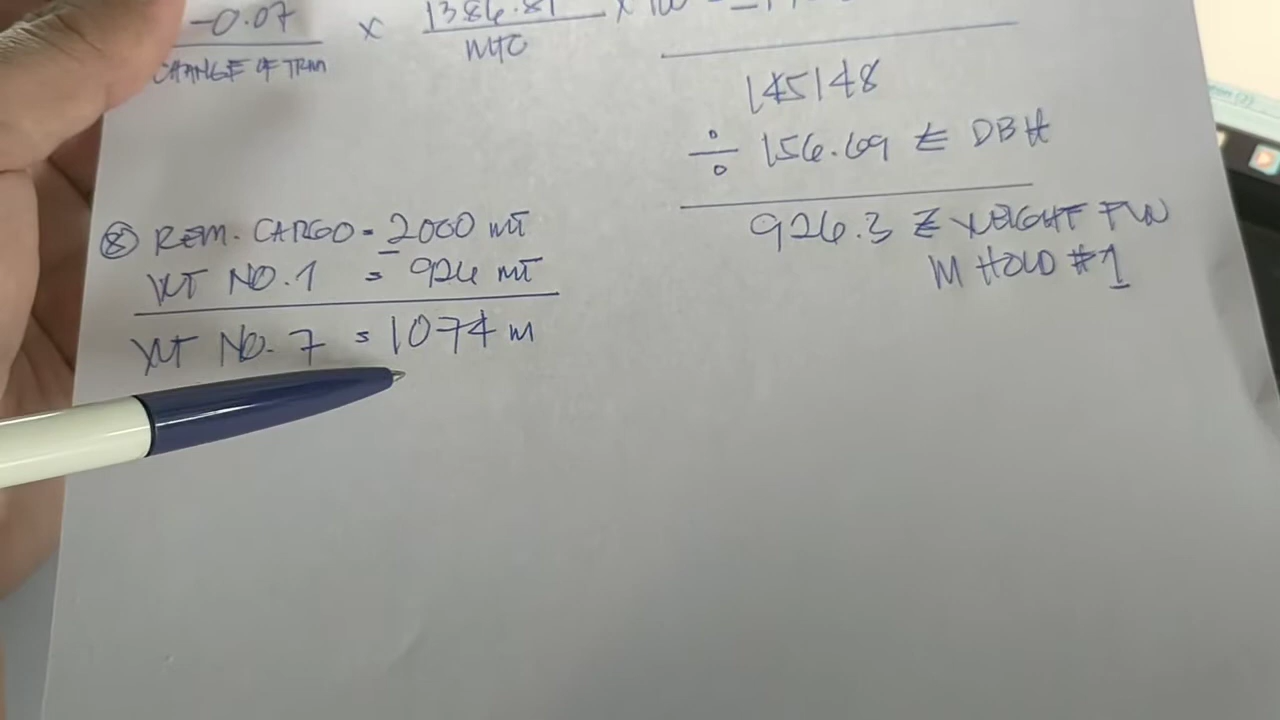 -0.07 x 1386.81 x 100
CHANGE OF TRIM MTC
145148
÷ 156.69 ← DBH
926.3 ← WEIGHT FWD
IN HOLD #1
⑧ REM. CARGO = 2000 MT
WT NO. 1 = - 926 MT
WT NO. 7 = 1074 m